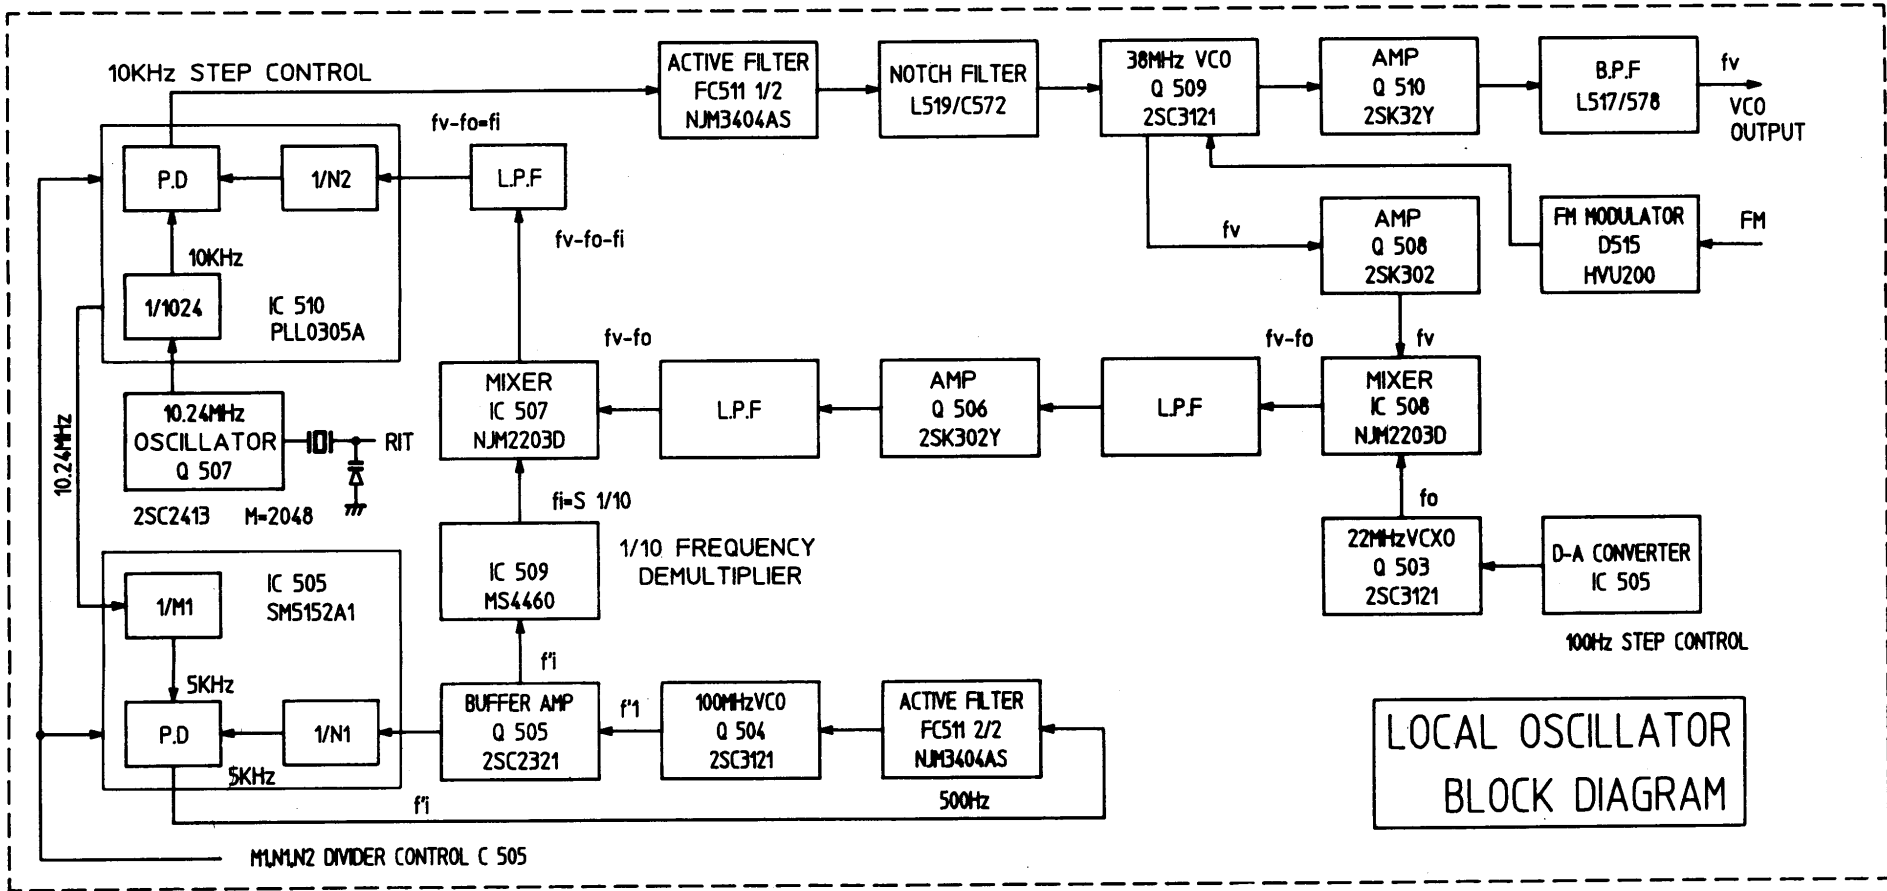 10KHz STEP CONTROL
ACTIVE FILTER
FC511 1/2
NJM3404AS
NOTCH FILTER
L519/C572
38MHz VCO
Q 509
2SC3121
AMP
Q 510
2SK32Y
B.P.F
L517/578
fv
VCO
OUTPUT
fv-fo=fi
P.D
1/N2
L.P.F
10KHz
1/1024
IC 510
PLL0305A
fv-fo-fi
fv
AMP
Q 508
2SK302
FM MODULATOR
D515
HVU200
FM
10.24MHz
OSCILLATOR
Q 507
RIT
2SC2413
M=2048
10.24MHz
MIXER
IC 507
NJM2203D
fv-fo
L.P.F
AMP
Q 506
2SK302Y
L.P.F
fv-fo
fv
MIXER
IC 508
NJM2203D
fo
22MHzVCXO
Q 503
2SC3121
D-A CONVERTER
IC 505
100Hz STEP CONTROL
fi=S 1/10
IC 509
MS4460
1/10 FREQUENCY
DEMULTIPLIER
1/M1
IC 505
SM5152A1
5KHz
P.D
1/N1
5KHz
f'i
BUFFER AMP
Q 505
2SC2321
f'1
100MHzVCO
Q 504
2SC3121
ACTIVE FILTER
FC511 2/2
NJM3404AS
f'i
500Hz
M1,N1,N2 DIVIDER CONTROL C 505
LOCAL OSCILLATOR
BLOCK DIAGRAM